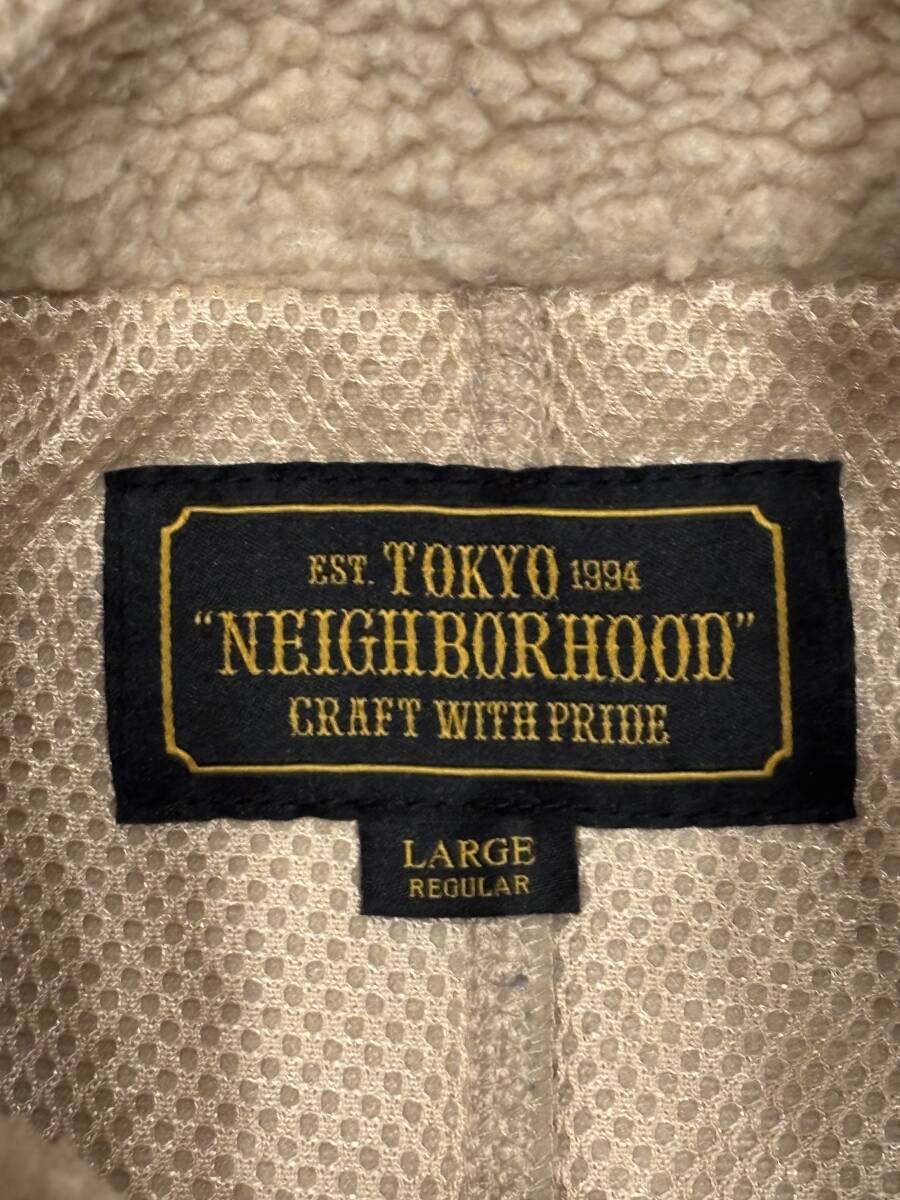 EST. TOKYO 1994
“NEIGHBORHOOD”
CRAFT WITH PRIDE
LARGE
REGULAR